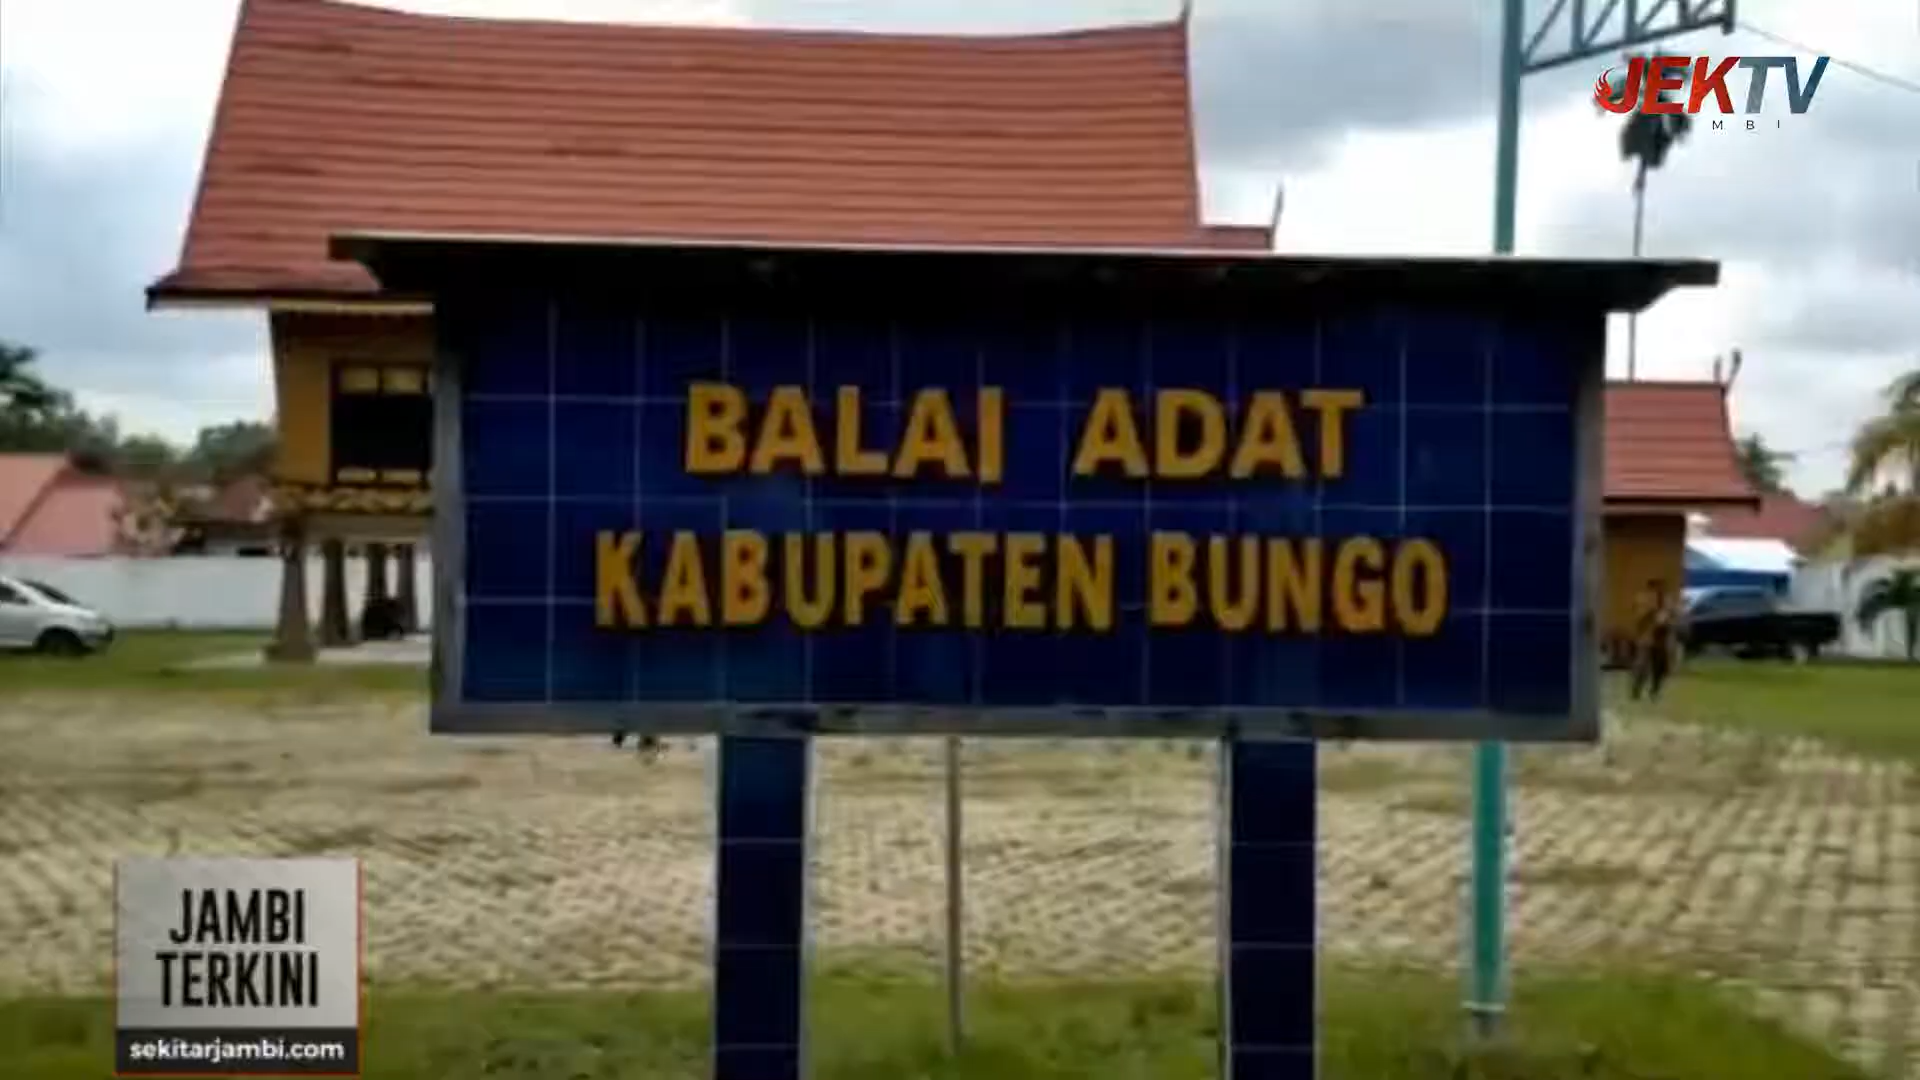 JEKTV
MBI
BALAI ADAT
KABUPATEN BUNGO
JAMBI
TERKINI
sekitarjambi.com